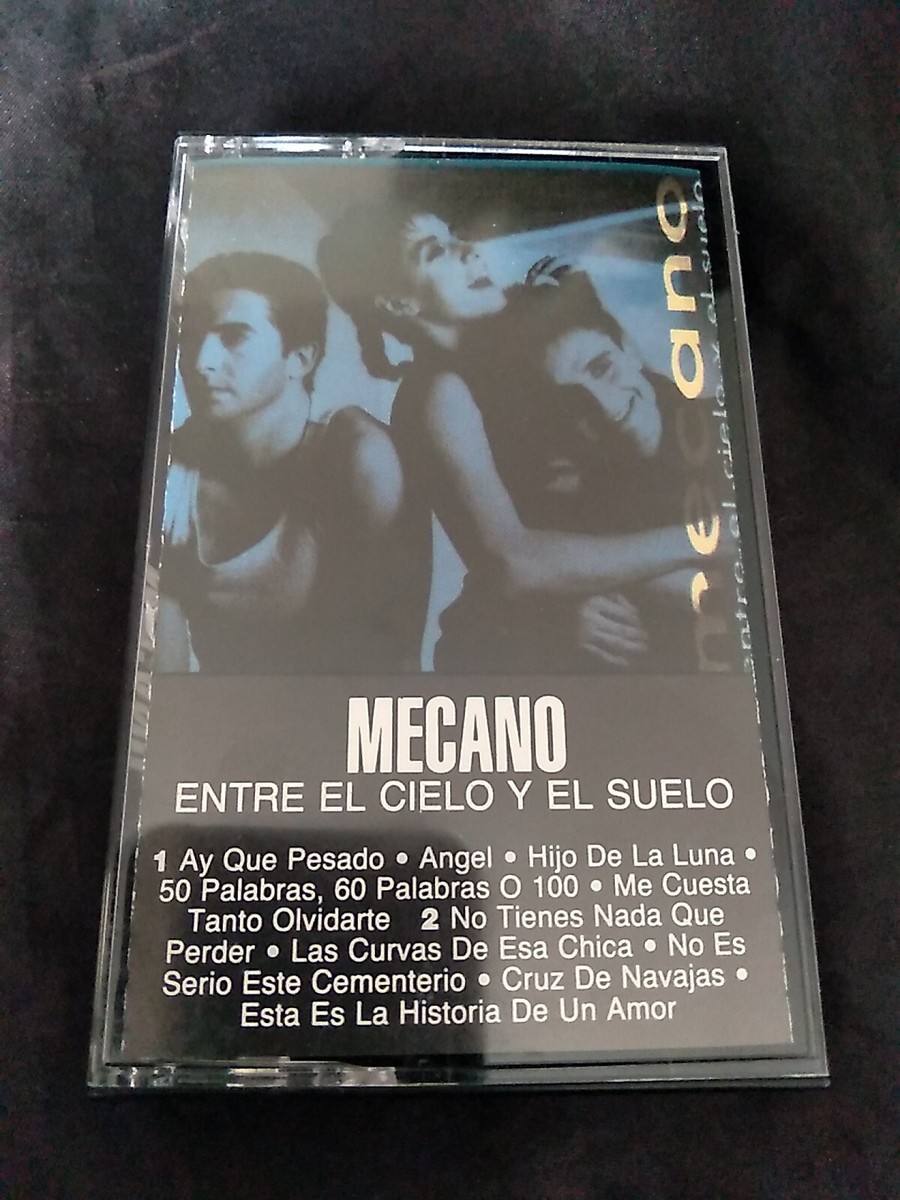 mecano
entre el cielo y el suelo
MECANO
ENTRE EL CIELO Y EL SUELO
1 Ay Que Pesado • Angel • Hijo De La Luna •
50 Palabras, 60 Palabras O 100 • Me Cuesta
Tanto Olvidarte 2 No Tienes Nada Que
Perder • Las Curvas De Esa Chica • No Es
Serio Este Cementerio • Cruz De Navajas •
Esta Es La Historia De Un Amor